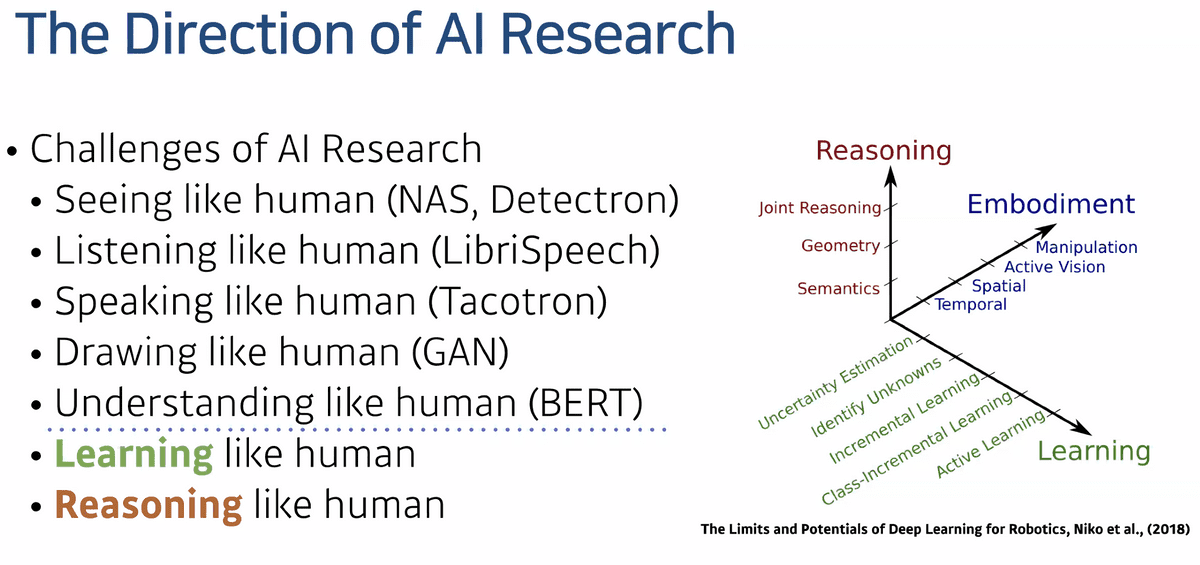 The Direction of AI Research
• Challenges of AI Research
• Seeing like human (NAS, Detectron)
• Listening like human (LibriSpeech)
• Speaking like human (Tacotron)
• Drawing like human (GAN)
• Understanding like human (BERT)
• Learning like human
• Reasoning like human
Reasoning
Joint Reasoning
Geometry
Semantics
Embodiment
Manipulation
Active Vision
Spatial
Temporal
Uncertainty Estimation
Identify Unknowns
Incremental Learning
Class-Incremental Learning
Active Learning
Learning
The Limits and Potentials of Deep Learning for Robotics, Niko et al., (2018)